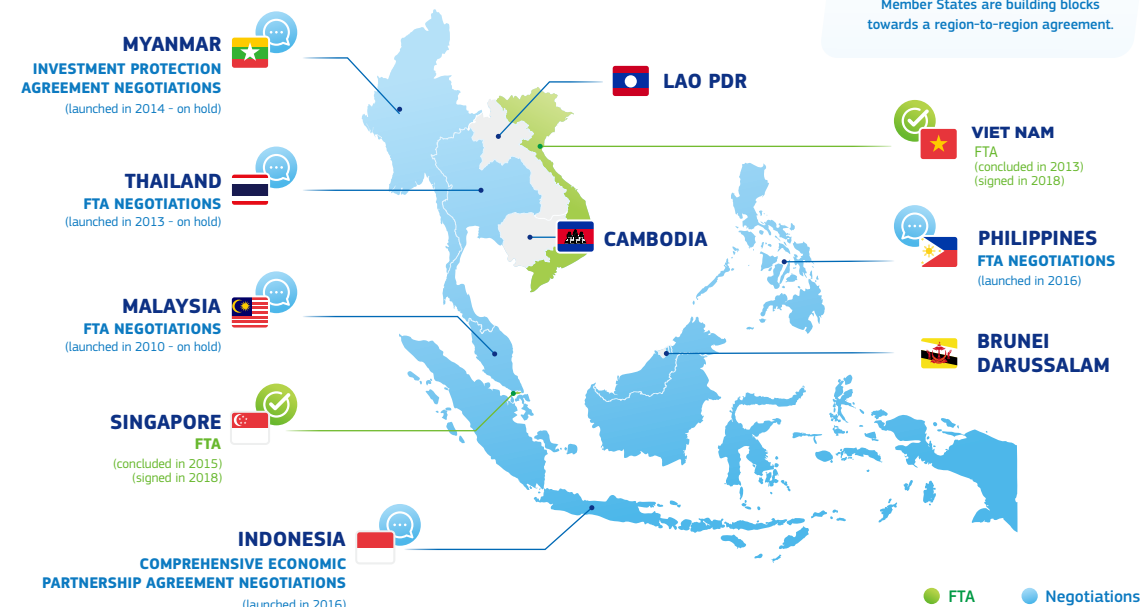 Member States are building blocks
towards a region-to-region agreement.
MYANMAR
INVESTMENT PROTECTION
AGREEMENT NEGOTIATIONS
(launched in 2014 - on hold)
LAO PDR
VIET NAM
FTA
(concluded in 2013)
(signed in 2018)
THAILAND
FTA NEGOTIATIONS
(launched in 2013 - on hold)
CAMBODIA
PHILIPPINES
FTA NEGOTIATIONS
(launched in 2016)
MALAYSIA
FTA NEGOTIATIONS
(launched in 2010 - on hold)
BRUNEI
DARUSSALAM
SINGAPORE
FTA
(concluded in 2015)
(signed in 2018)
INDONESIA
COMPREHENSIVE ECONOMIC
PARTNERSHIP AGREEMENT NEGOTIATIONS
(launched in 2016)
FTA
Negotiations